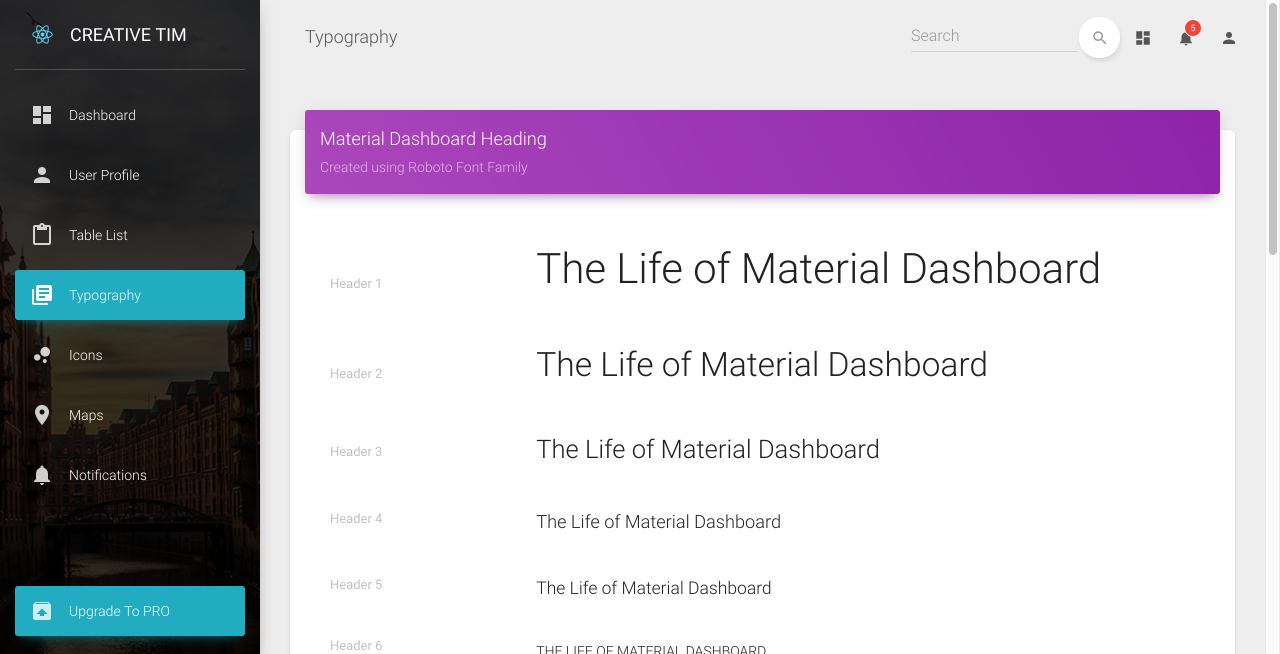 CREATIVE TIM
Dashboard
User Profile
Table List
Typography
Icons
Maps
Notifications
Upgrade To PRO
Typography
Search
5
Material Dashboard Heading
Created using Roboto Font Family
Header 1
The Life of Material Dashboard
Header 2
The Life of Material Dashboard
Header 3
The Life of Material Dashboard
Header 4
The Life of Material Dashboard
Header 5
The Life of Material Dashboard
Header 6
THE LIFE OF MATERIAL DASHBOARD